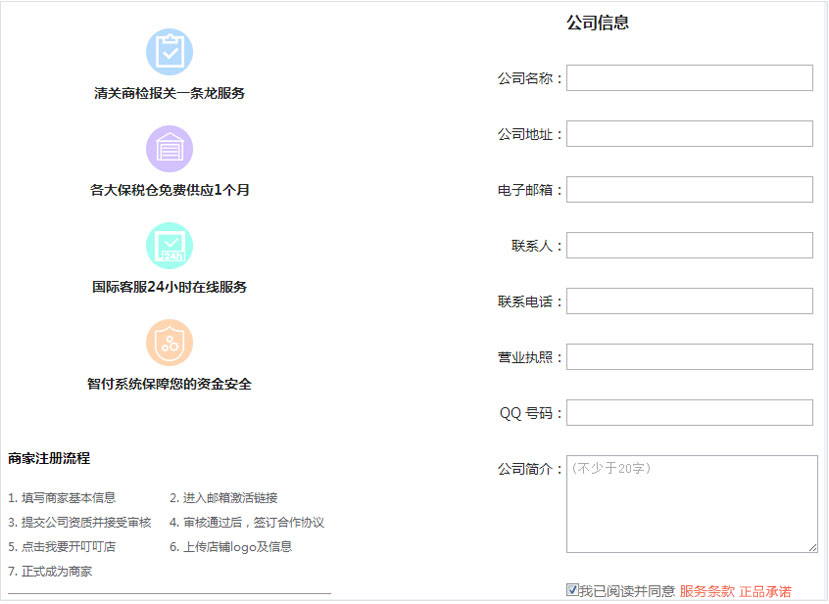 清关商检报关一条龙服务
各大保税仓免费供应1个月
24h
国际客服24小时在线服务
智付系统保障您的资金安全
商家注册流程
1. 填写商家基本信息 2. 进入邮箱激活链接
3. 提交公司资质并接受审核 4. 审核通过后，签订合作协议
5. 点击我要开叮叮店 6. 上传店铺logo及信息
7. 正式成为商家
公司信息
公司名称：
公司地址：
电子邮箱：
联系人：
联系电话：
营业执照：
QQ 号码：
公司简介：
(不少于20字)
我已阅读并同意 服务条款 正品承诺